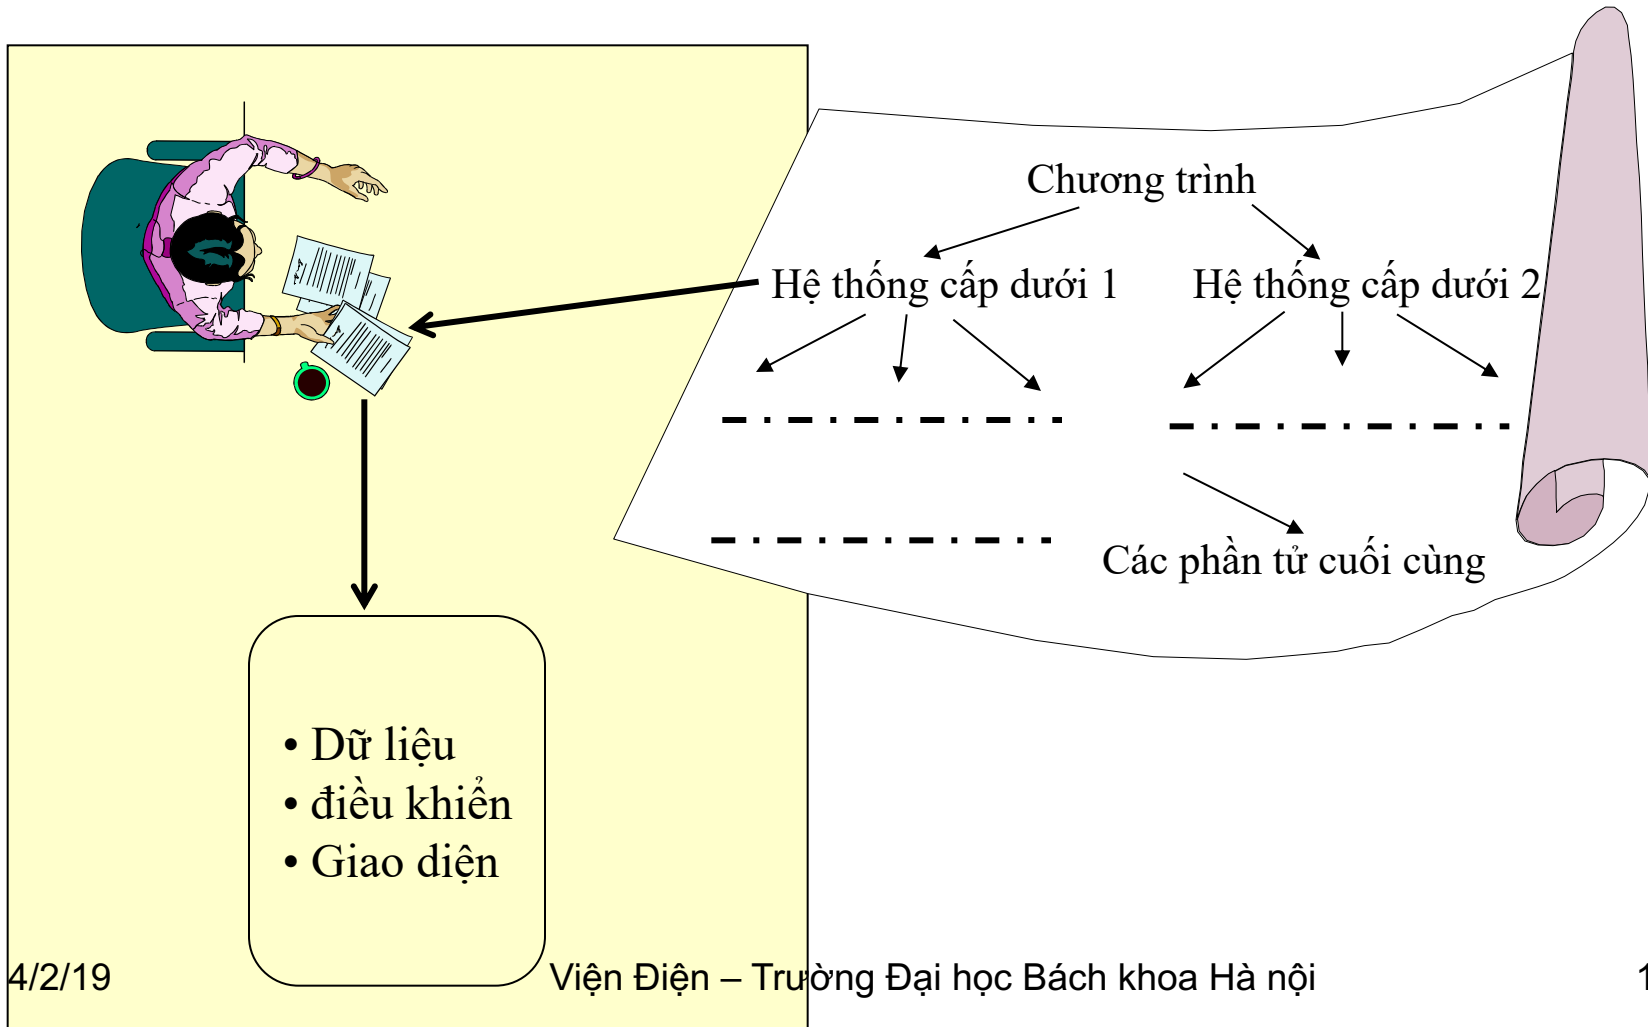 Chương trình
Hệ thống cấp dưới 1
Hệ thống cấp dưới 2
Các phần tử cuối cùng
• Dữ liệu
• điều khiển
• Giao diện
4/2/19
Viện Điện – Trường Đại học Bách khoa Hà nội
1